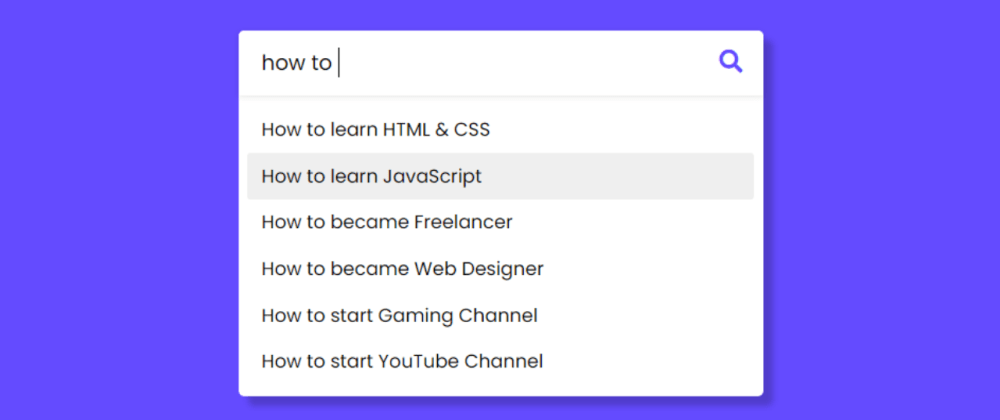 how to
How to learn HTML & CSS
How to learn JavaScript
How to became Freelancer
How to became Web Designer
How to start Gaming Channel
How to start YouTube Channel